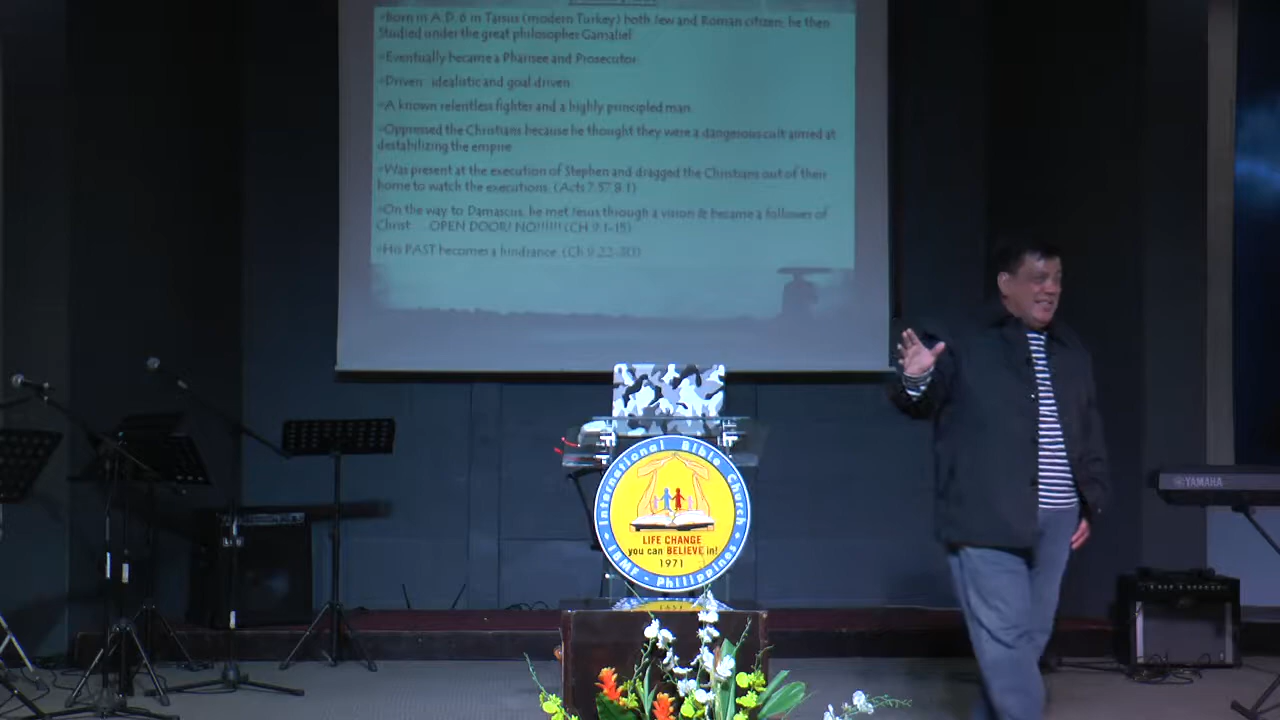 Born in A.D. 6 in Tarsus (modern Turkey) both Jew and Roman citizen; he then
Studied under the great philosopher Gamaliel
Eventually became a Pharisee and Prosecutor
Driven idealistic and goal driven
A known relentless fighter and a highly principled man.
Oppressed the Christians because he thought they were a dangerous cult aimed at
destabilizing the empire
Was present at the execution of Stephen and dragged the Christians out of their
home to watch the executions. (Acts 7:57,8:1)
On the way to Damascus, he met Jesus through a vision & became a follower of
Christ OPEN DOOR? NO!!!!!! (CH 9:1-15)
His PAST becomes a hindrance. (Ch 9:22-30)
International Bible Church
LIFE CHANGE
you can BELIEVE in!
1971
IBMF - Philippines
YAMAHA